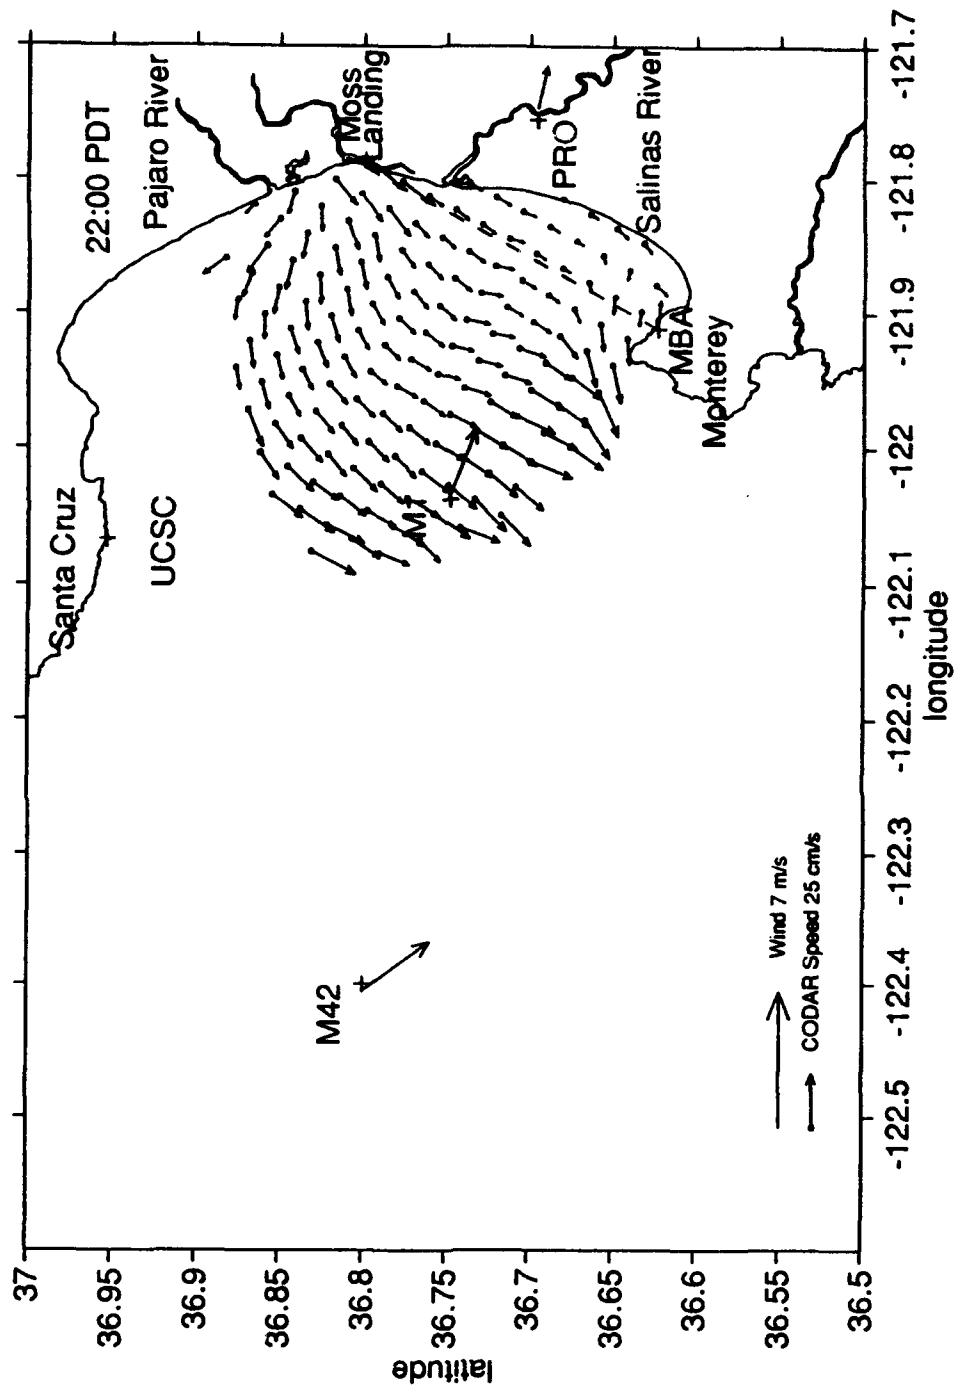 22:00 PDT
Santa Cruz
UCSC
Pajaro River
Moss
Landing
M42
M1
PRO
Salinas River
MBA
Monterey
Wind 7 m/s
CODAR Speed 25 cm/s
latitude
37
36.95
36.9
36.85
36.8
36.75
36.7
36.65
36.6
36.55
36.5
-122.5
-122.4
-122.3
-122.2
-122.1
-122
-121.9
-121.8
-121.7
longitude